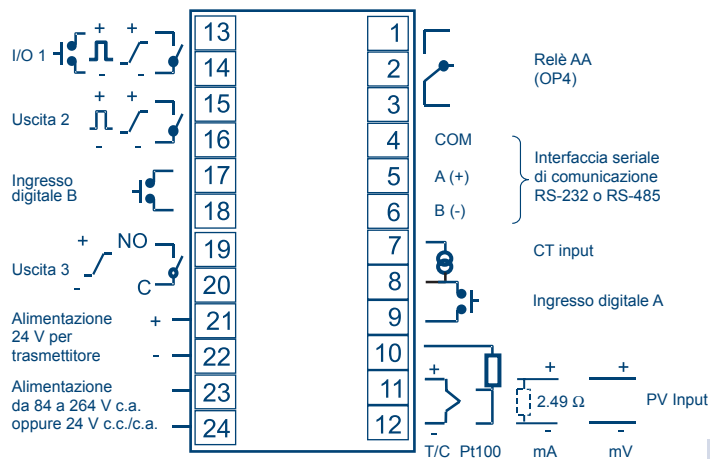 13
14
15
16
17
18
19
20
21
22
23
24
1
2
3
4
5
6
7
8
9
10
11
12
I/O 1
+ +
- -
Uscita 2
+ +
- -
Ingresso
digitale B
Uscita 3
+
-
NO
C
Alimentazione
24 V per
trasmettitore
+
-
Alimentazione
da 84 a 264 V c.a.
oppure 24 V c.c./c.a.
Relè AA
(OP4)
COM
A (+)
B (-)
Interfaccia seriale
di comunicazione
RS-232 o RS-485
CT input
Ingresso digitale A
+ + +
2.49 Ω
PV Input
- - -
T/C Pt100 mA mV